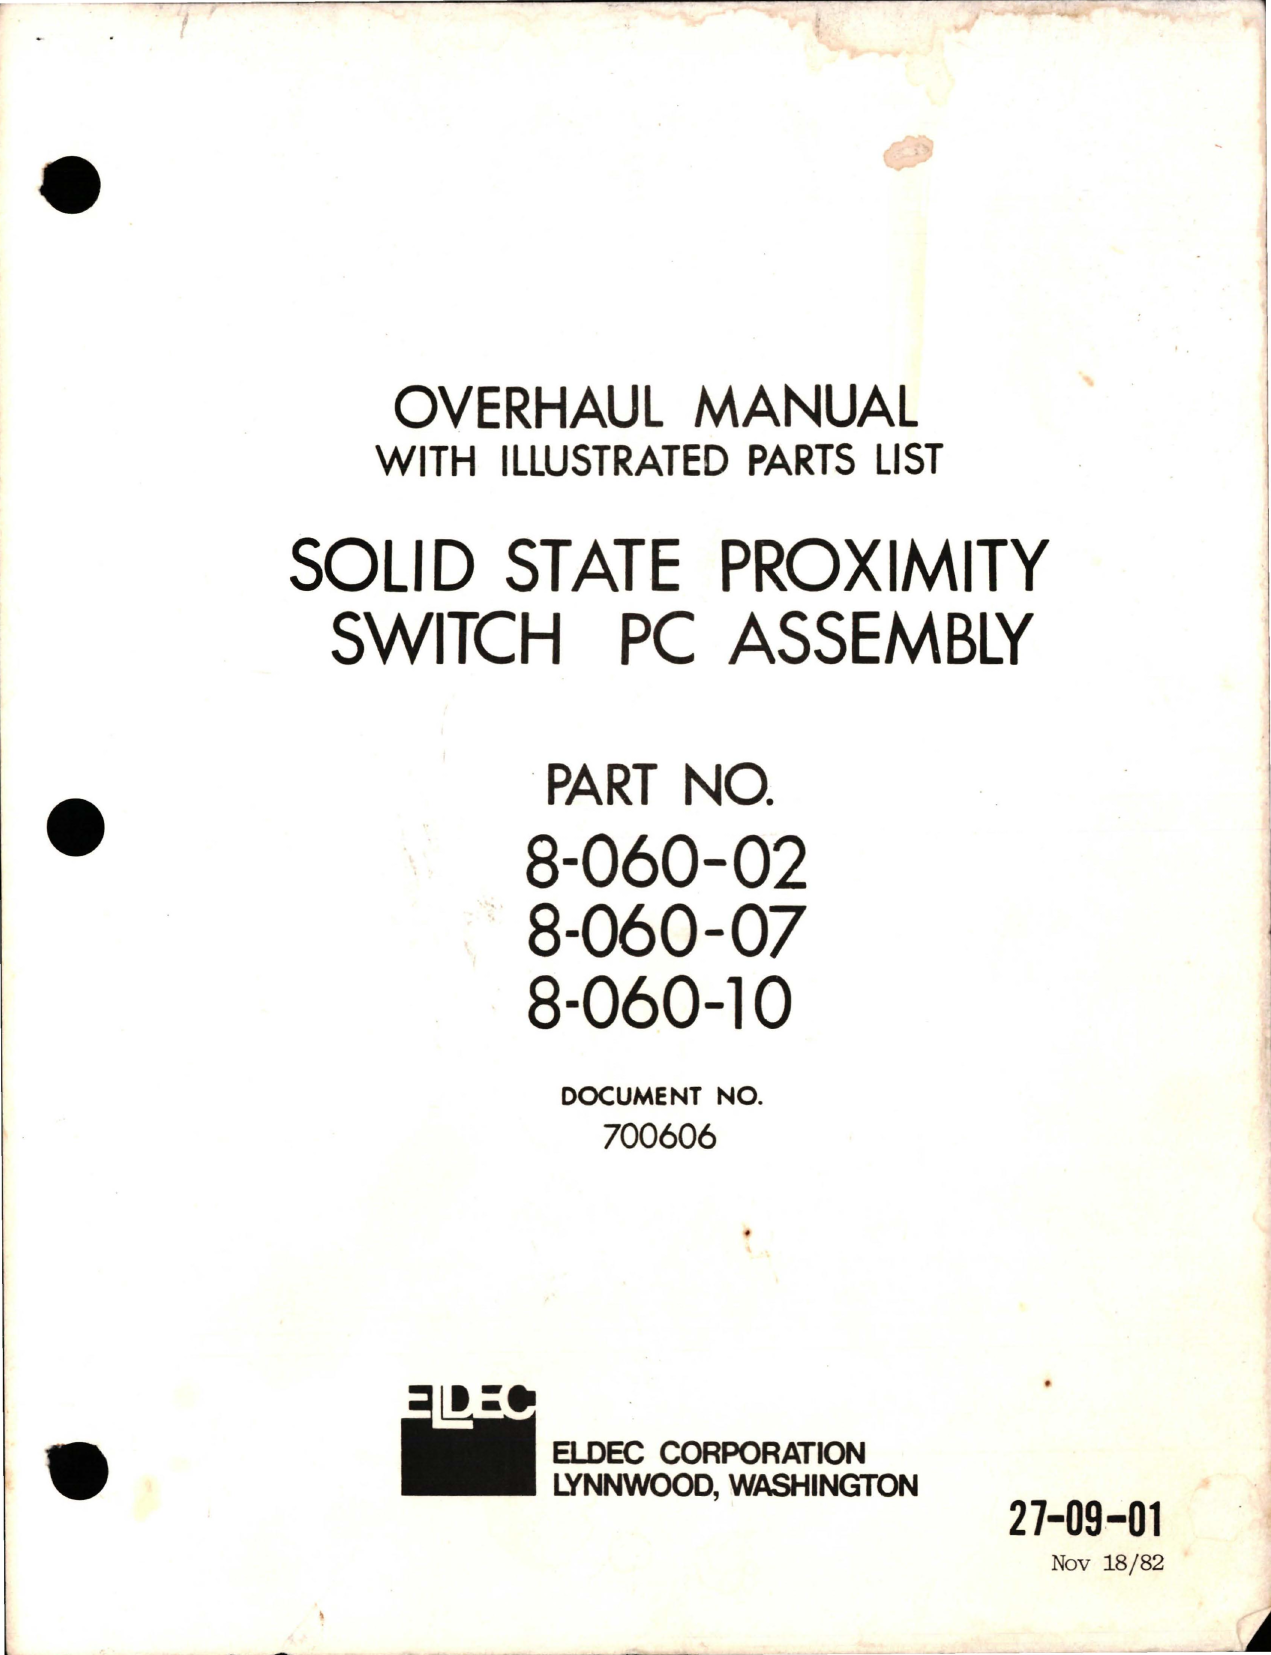 OVERHAUL MANUAL
WITH ILLUSTRATED PARTS LIST
SOLID STATE PROXIMITY
SWITCH PC ASSEMBLY
PART NO.
8-060-02
8-060-07
8-060-10
DOCUMENT NO.
700606
ELDEC
ELDEC CORPORATION
LYNNWOOD, WASHINGTON
27-09-01
Nov 18/82